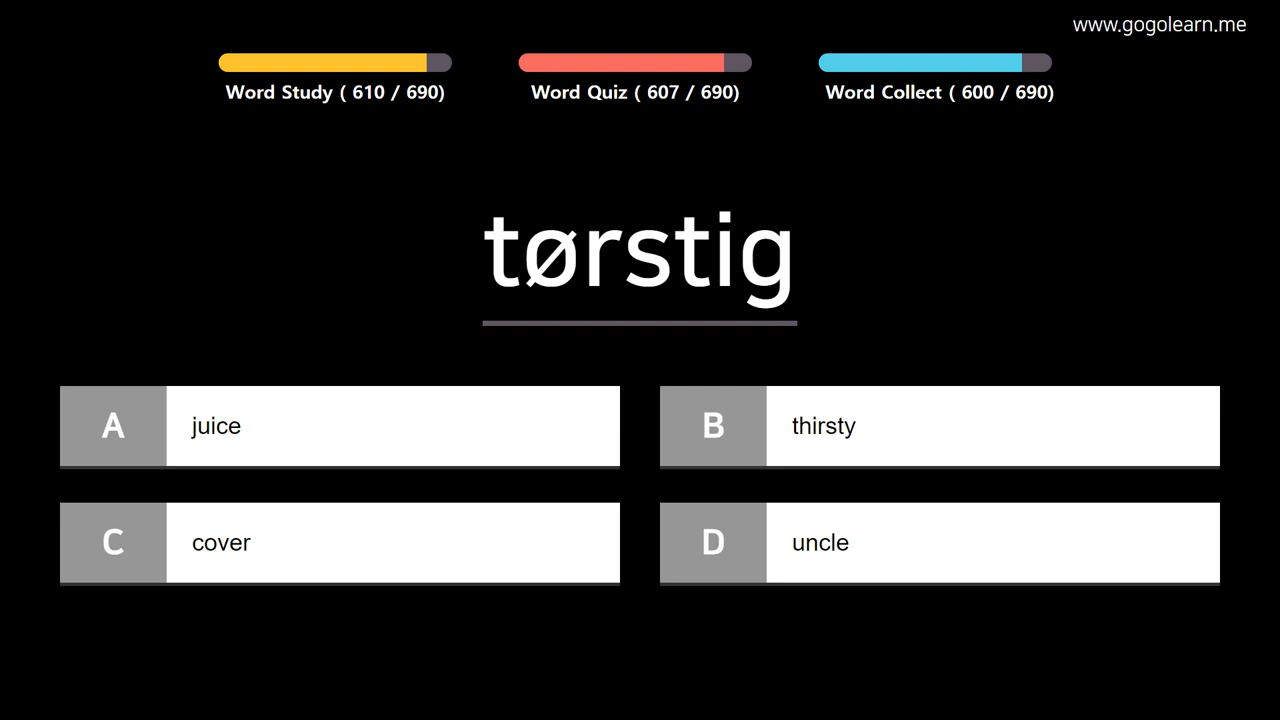 www.gogolearn.me
Word Study ( 610 / 690)
Word Quiz ( 607 / 690)
Word Collect ( 600 / 690)
tørstig
A juice
B thirsty
C cover
D uncle